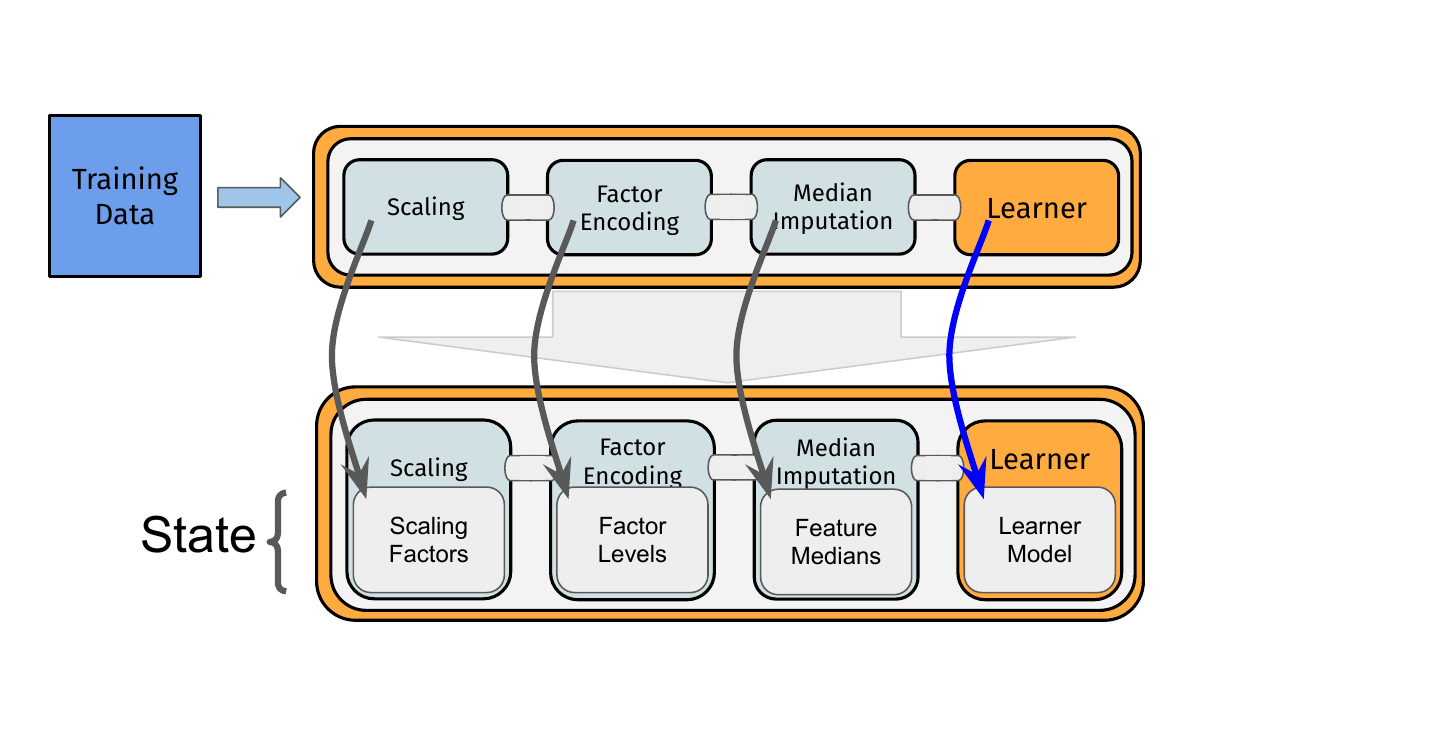 Training
Data
Scaling
Factor
Encoding
Median
Imputation
Learner
Scaling
Factor
Encoding
Median
Imputation
Learner
State
Scaling
Factors
Factor
Levels
Feature
Medians
Learner
Model